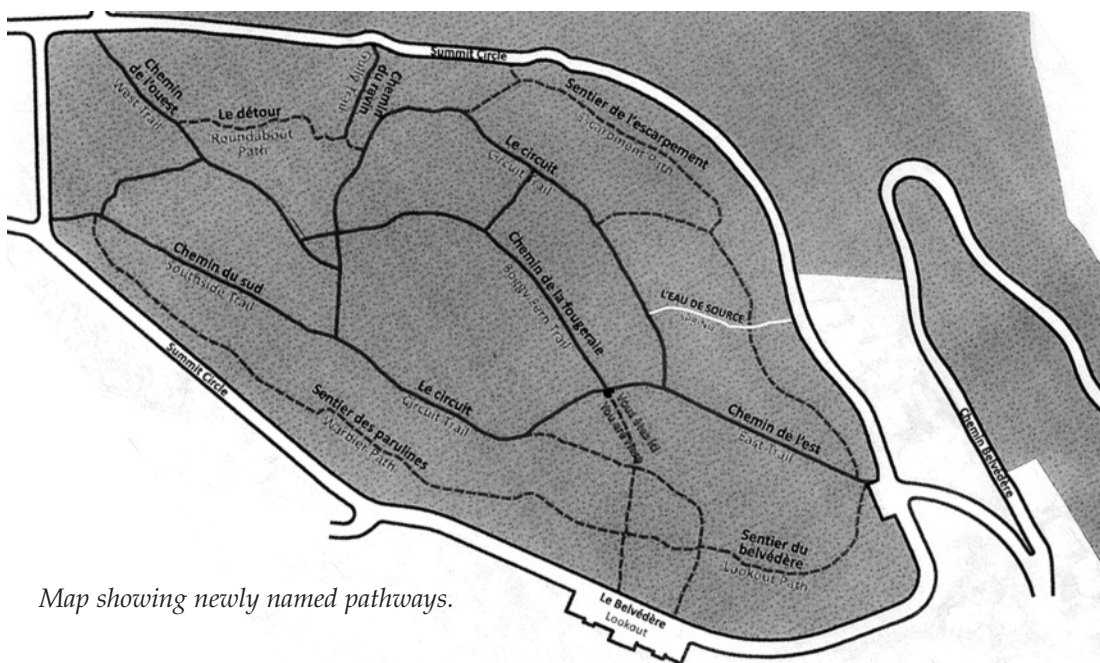 Summit Circle
Chemin
de l'ouest
West Trail
Le détour
Roundabout
Path
Chemin
du ravin
Gully Trail
Sentier de l'escarpement
Escarpment Path
Le circuit
Circuit Trail
Chemin du sud
Southside Trail
Chemin de la fougeraie
Boggy Fern Trail
L'EAU DE SOURCE
SPRING
Summit Circle
Sentier des parulines
Warbler Path
Le circuit
Circuit Trail
Vous êtes ici
You are here
Chemin de l'est
East Trail
Chemin Belvédère
Sentier du
belvédère
Lookout Path
Le Belvédère
Lookout
Map showing newly named pathways.